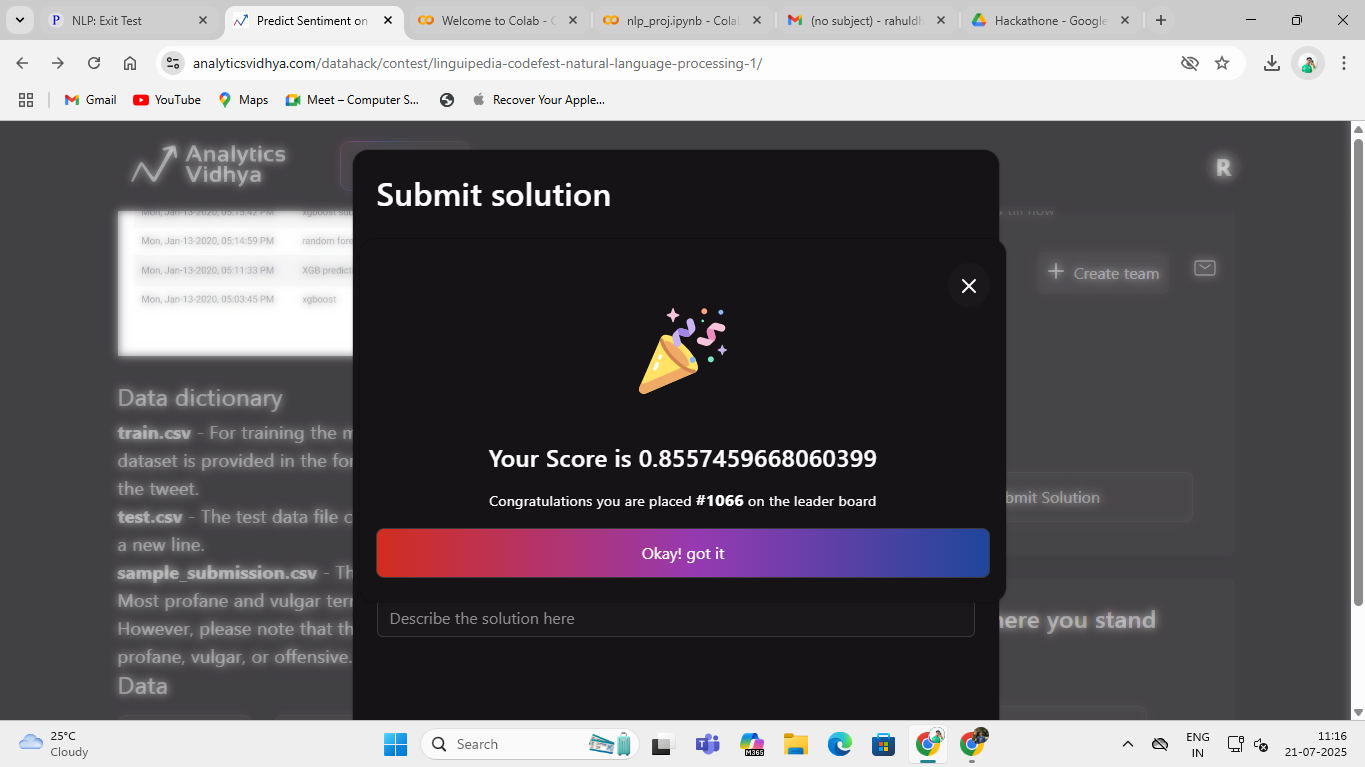 NLP: Exit Test
Predict Sentiment on
Welcome to Colab - 
nlp_proj.ipynb - Colab
(no subject) - rahuldh
Hackathone - Google
analyticsvidhya.com/datahack/contest/linguipedia-codefest-natural-language-processing-1/
Gmail
YouTube
Maps
Meet – Computer S...
Recover Your Apple...
Analytics
Vidhya
R
Submit solution
Mon, Jan-13-2020, 05:15:42 PM xgboost sub
till now
Mon, Jan-13-2020, 05:14:59 PM random fore
Mon, Jan-13-2020, 05:11:33 PM XGB predict
Mon, Jan-13-2020, 05:03:45 PM xgboost
Create team
Your Score is 0.8557459668060399
Congratulations you are placed #1066 on the leader board
Okay! got it
bmit Solution
Describe the solution here
here you stand
Data dictionary
train.csv - For training the m
dataset is provided in the for
the tweet.
test.csv - The test data file c
a new line.
sample_submission.csv - Th
Most profane and vulgar terr
However, please note that th
profane, vulgar, or offensive.
Data
25°C
Cloudy
Search
M365
ENG
IN
11:16
21-07-2025